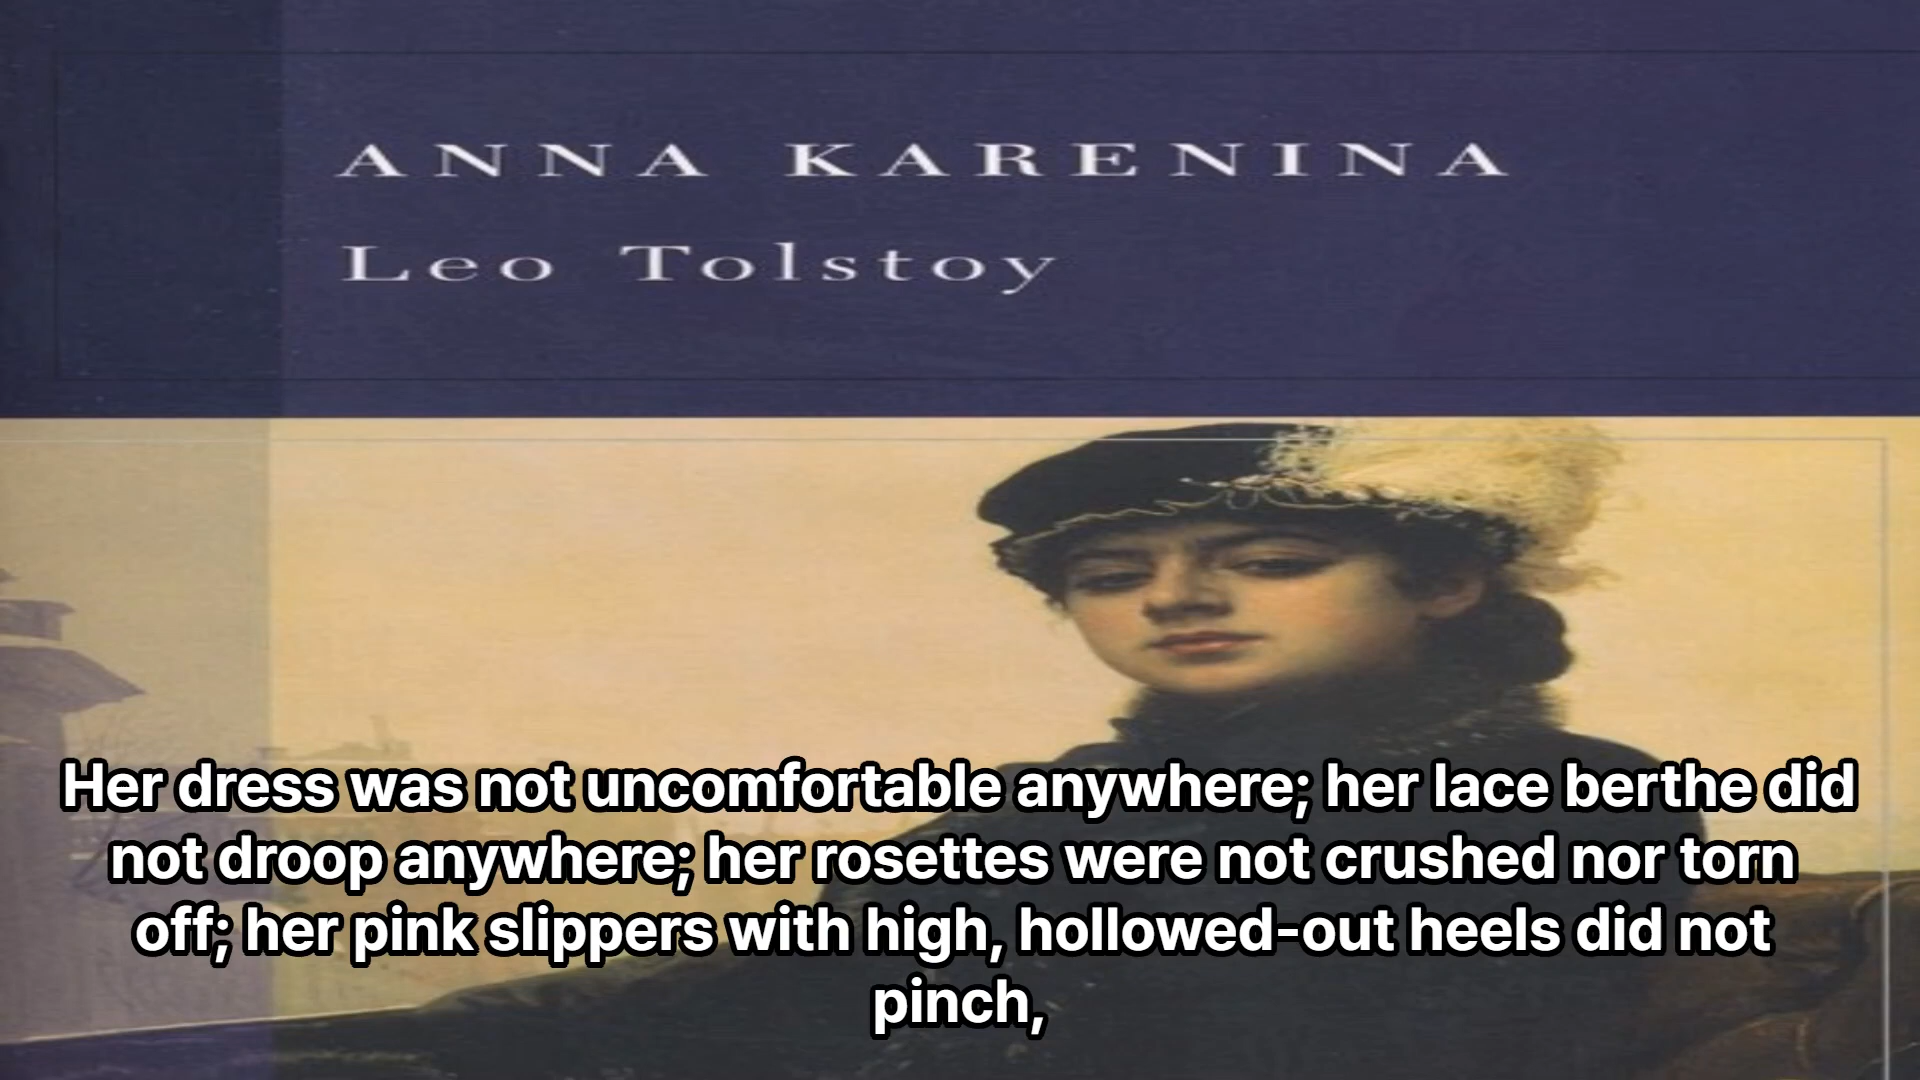 ANNA KARENINA
Leo Tolstoy
Her dress was not uncomfortable anywhere; her lace berthe did
not droop anywhere; her rosettes were not crushed nor torn
off; her pink slippers with high, hollowed-out heels did not
pinch,